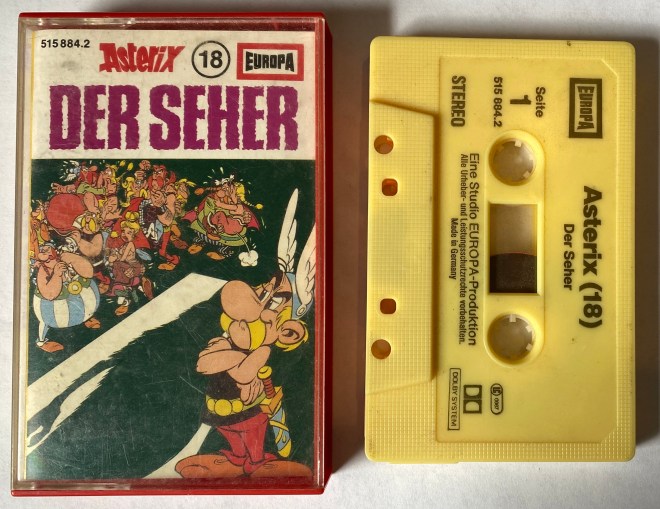 515 884.2
Asterix
18
EUROPA
DER SEHER
EUROPA
Asterix (18)
Der Seher
Seite
1
515 884.2
STEREO
Eine Studio EUROPA-Produktion
Alle Urheber- und Leistungsschutzrechte vorbehalten.
Made in Germany
DOLBY SYSTEM